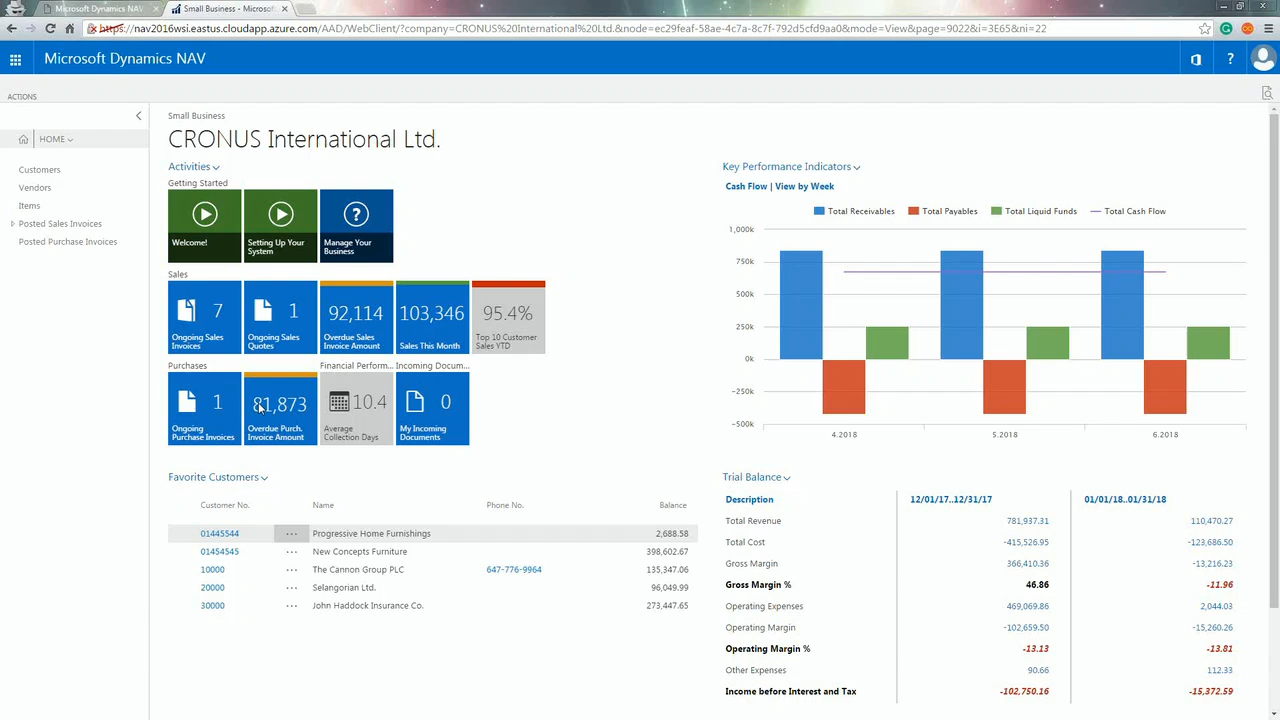 Microsoft Dynamics NAV
Small Business - Microsof
https://nav2016wsi.eastus.cloudapp.azure.com/AAD/WebClient/?company=CRONUS%20International%20Ltd.&node=ec29feaf-58ae-4c7a-8c7f-792d5cfd9aa0&mode=View&page=9022&i=3E65&ni=22
Microsoft Dynamics NAV
?
ACTIONS
HOME
Customers
Vendors
Items
Posted Sales Invoices
Posted Purchase Invoices
Small Business
CRONUS International Ltd.
Activities
Getting Started
Welcome!
Setting Up Your System
Manage Your Business
Sales
7 Ongoing Sales Invoices
1 Ongoing Sales Quotes
92,114 Overdue Sales Invoice Amount
103,346 Sales This Month
95.4% Top 10 Customer Sales YTD
Purchases Financial Perform... Incoming Docum...
1 Ongoing Purchase Invoices
81,873 Overdue Purch. Invoice Amount
10.4 Average Collection Days
0 My Incoming Documents
Favorite Customers
Customer No. Name Phone No. Balance
01445544 ... Progressive Home Furnishings 2,688.58
01454545 ... New Concepts Furniture 398,602.67
10000 ... The Cannon Group PLC 647-776-9964 135,347.06
20000 ... Selangorian Ltd. 96,049.99
30000 ... John Haddock Insurance Co. 273,447.65
Key Performance Indicators
Cash Flow | View by Week
Total Receivables Total Payables Total Liquid Funds Total Cash Flow
1,000k
750k
500k
250k
0k
−250k
−500k
4.2018 5.2018 6.2018
Trial Balance
Description 12/01/17..12/31/17 01/01/18..01/31/18
Total Revenue 781,937.31 110,470.27
Total Cost -415,526.95 -123,686.50
Gross Margin 366,410.36 -13,216.23
Gross Margin % 46.86 -11.96
Operating Expenses 469,069.86 2,044.03
Operating Margin -102,659.50 -15,260.26
Operating Margin % -13.13 -13.81
Other Expenses 90.66 112.33
Income before Interest and Tax -102,750.16 -15,372.59